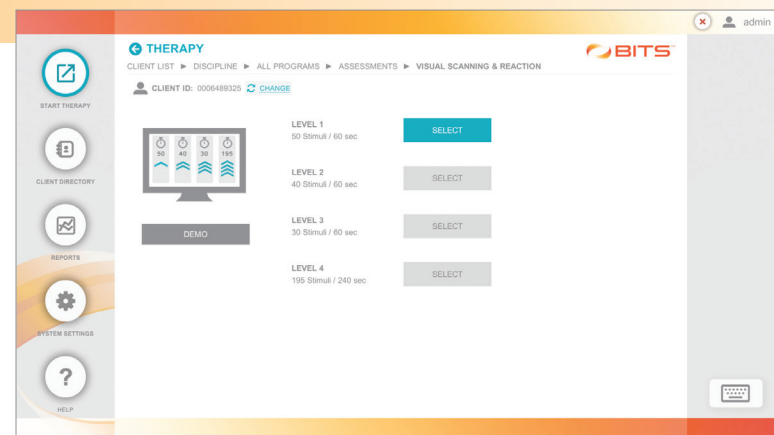 admin
THERAPY
CLIENT LIST ► DISCIPLINE ► ALL PROGRAMS ► ASSESSMENTS ► VISUAL SCANNING & REACTION
BITS
CLIENT ID: 0006489325 CHANGE
START THERAPY
CLIENT DIRECTORY
REPORTS
SYSTEM SETTINGS
?
HELP
50 40 30 195
DEMO
LEVEL 1
50 Stimuli / 60 sec
SELECT
LEVEL 2
40 Stimuli / 60 sec
SELECT
LEVEL 3
30 Stimuli / 60 sec
SELECT
LEVEL 4
195 Stimuli / 240 sec
SELECT